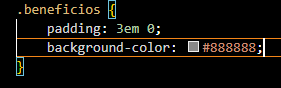 .beneficios {
    padding: 3em 0;
    background-color: #888888;
}